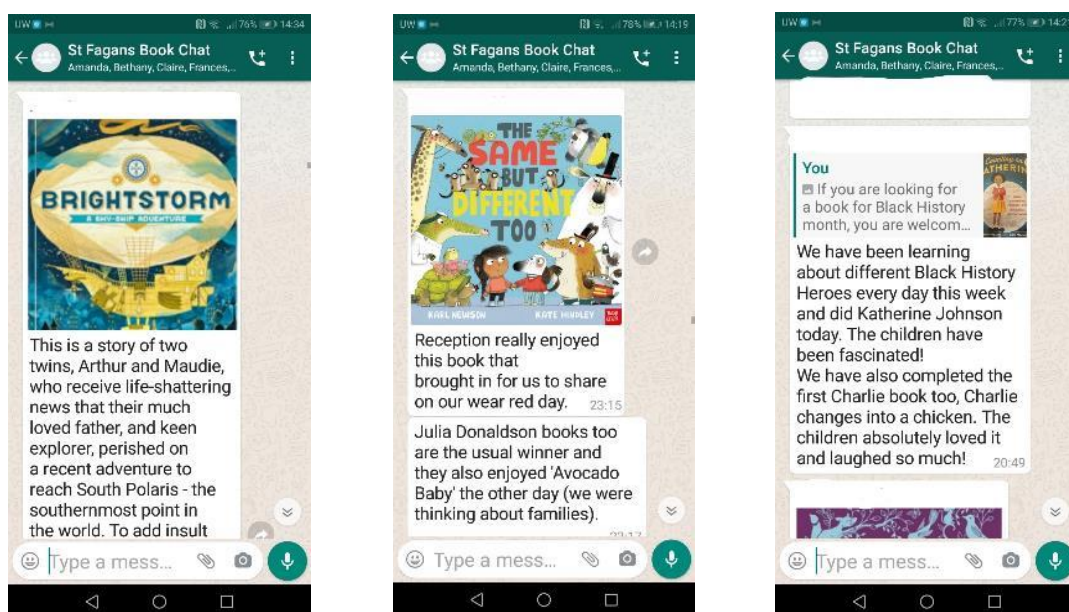 UW 76% 14:34
St Fagans Book Chat
Amanda, Bethany, Claire, Frances,...
BRIGHTSTORM
A SKY-SHIP ADVENTURE
This is a story of two
twins, Arthur and Maudie,
who receive life-shattering
news that their much
loved father, and keen
explorer, perished on
a recent adventure to
reach South Polaris - the
southernmost point in
the world. To add insult
Type a mess...
UW 78% 14:19
St Fagans Book Chat
Amanda, Bethany, Claire, Frances,...
THE
SAME
BUT
DIFFERENT
TOO
KARL NEWSON KATE HINDLEY
Reception really enjoyed
this book that
brought in for us to share
on our wear red day. 23:15
Julia Donaldson books too
are the usual winner and
they also enjoyed 'Avocado
Baby' the other day (we were
thinking about families).
23:17
Type a mess...
UW 77% 14:2
St Fagans Book Chat
Amanda, Bethany, Claire, Frances,...
You
If you are looking for
a book for Black History
month, you are welcom...
We have been learning
about different Black History
Heroes every day this week
and did Katherine Johnson
today. The children have
been fascinated!
We have also completed the
first Charlie book too, Charlie
changes into a chicken. The
children absolutely loved it
and laughed so much! 20:49
Type a mess...